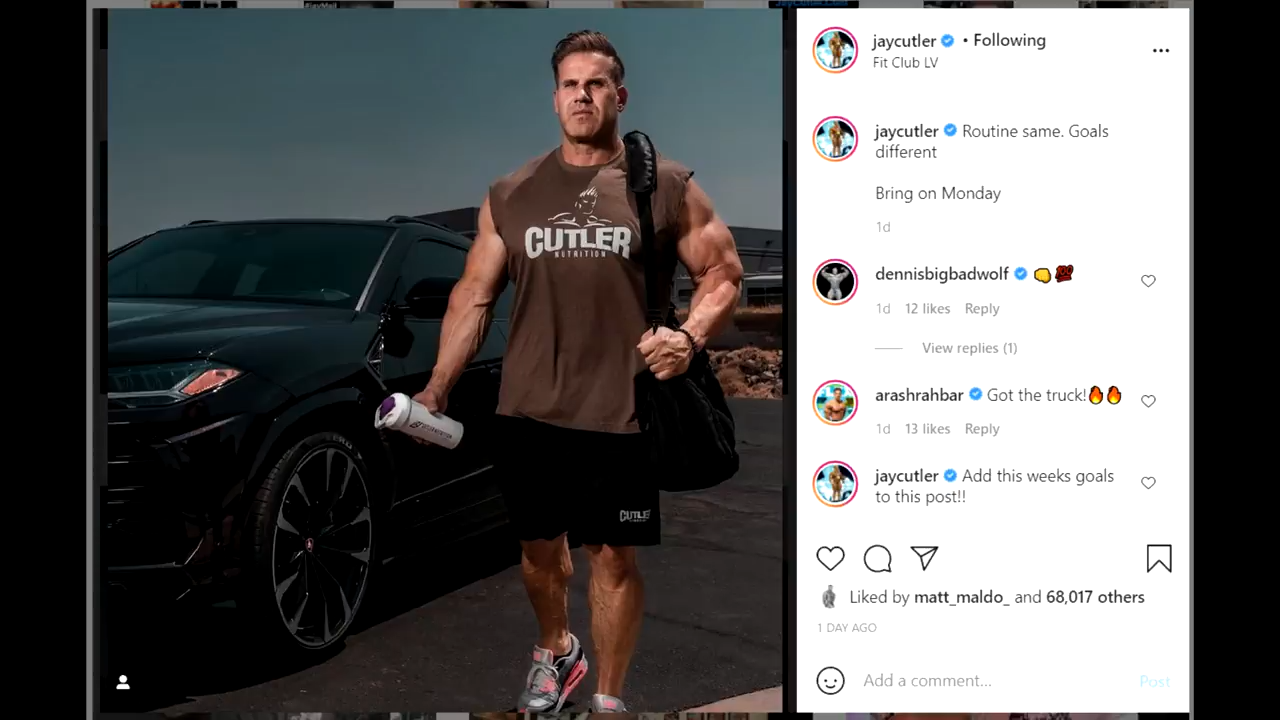 jaycutler • Following
Fit Club LV
jaycutler Routine same. Goals
different
Bring on Monday
1d
dennisbigbadwolf 👊💯
1d 12 likes Reply
View replies (1)
arashrahbar Got the truck!🔥🔥
1d 13 likes Reply
jaycutler Add this weeks goals
to this post!!
Liked by matt_maldo_ and 68,017 others
1 DAY AGO
Add a comment... Post
CUTLER
NUTRITION
CUTLER